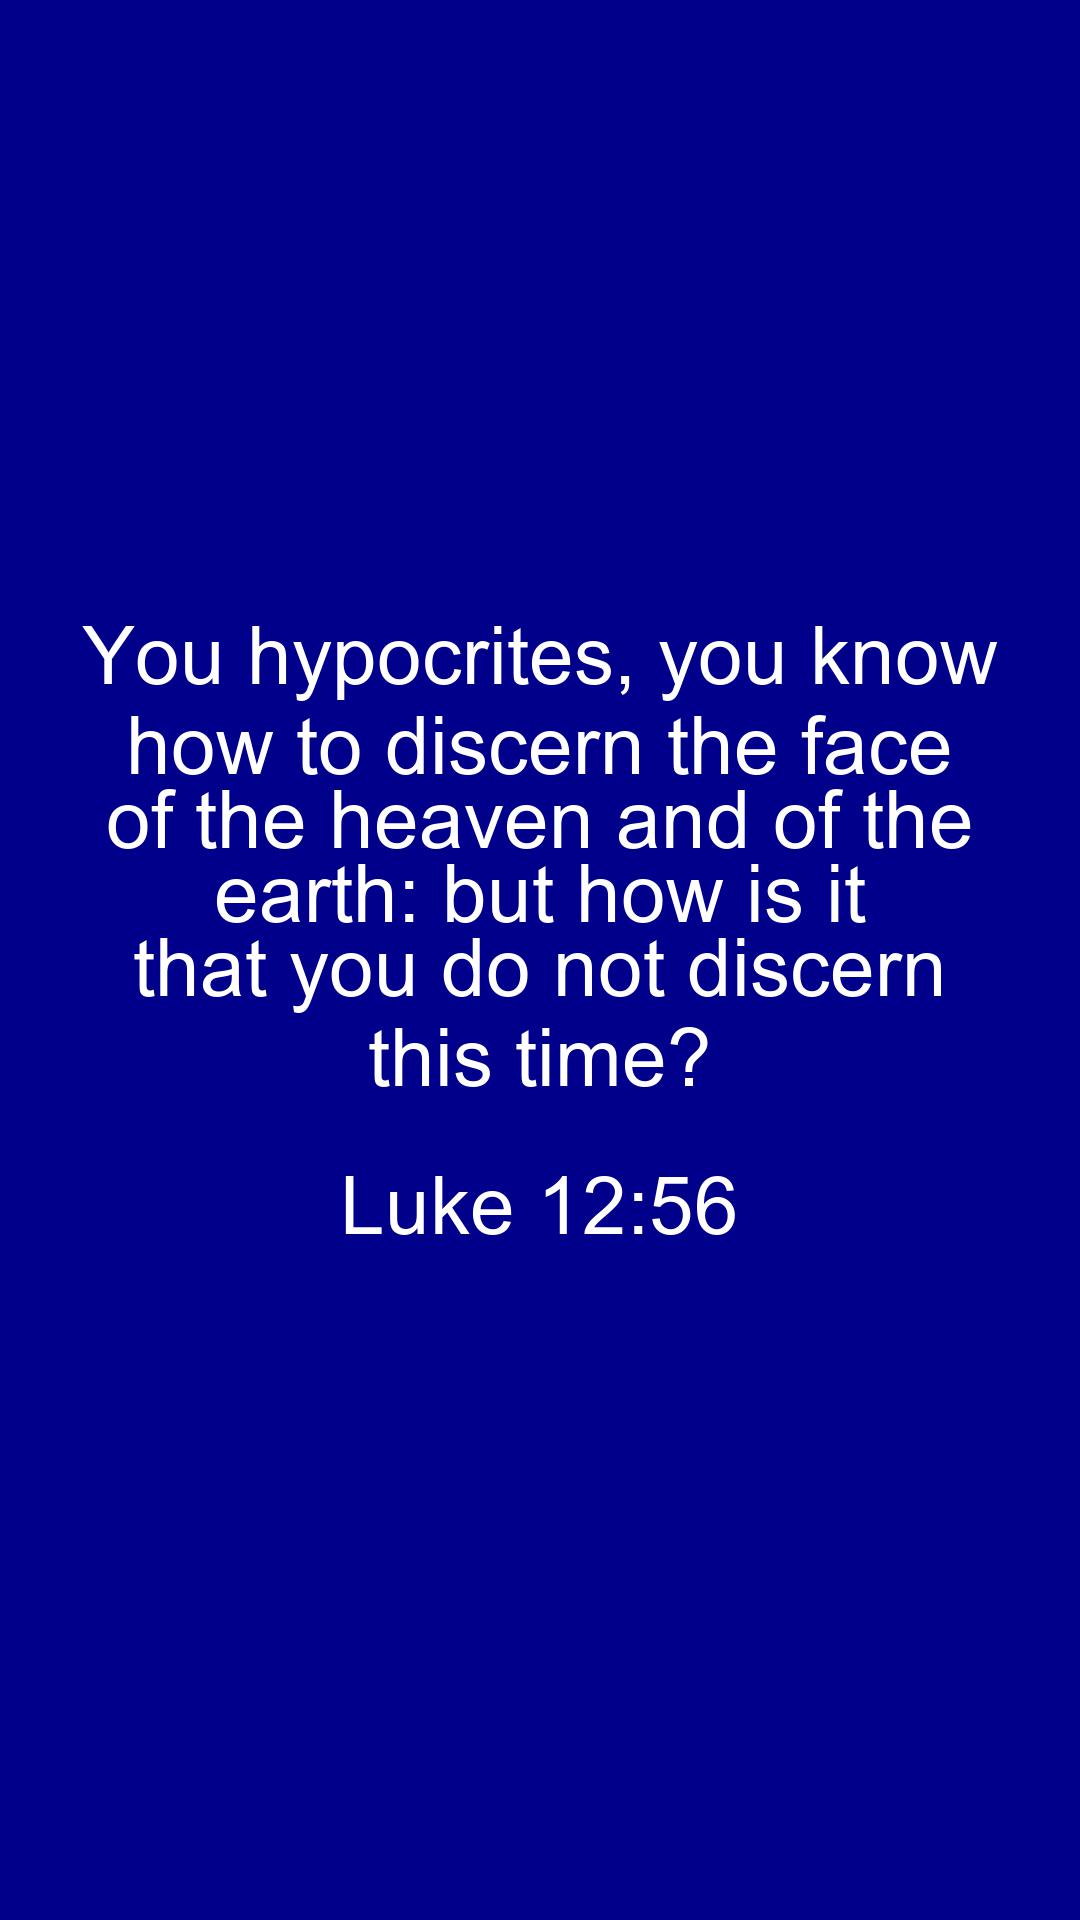 You hypocrites, you know
how to discern the face
of the heaven and of the
earth: but how is it
that you do not discern
this time?
Luke 12:56